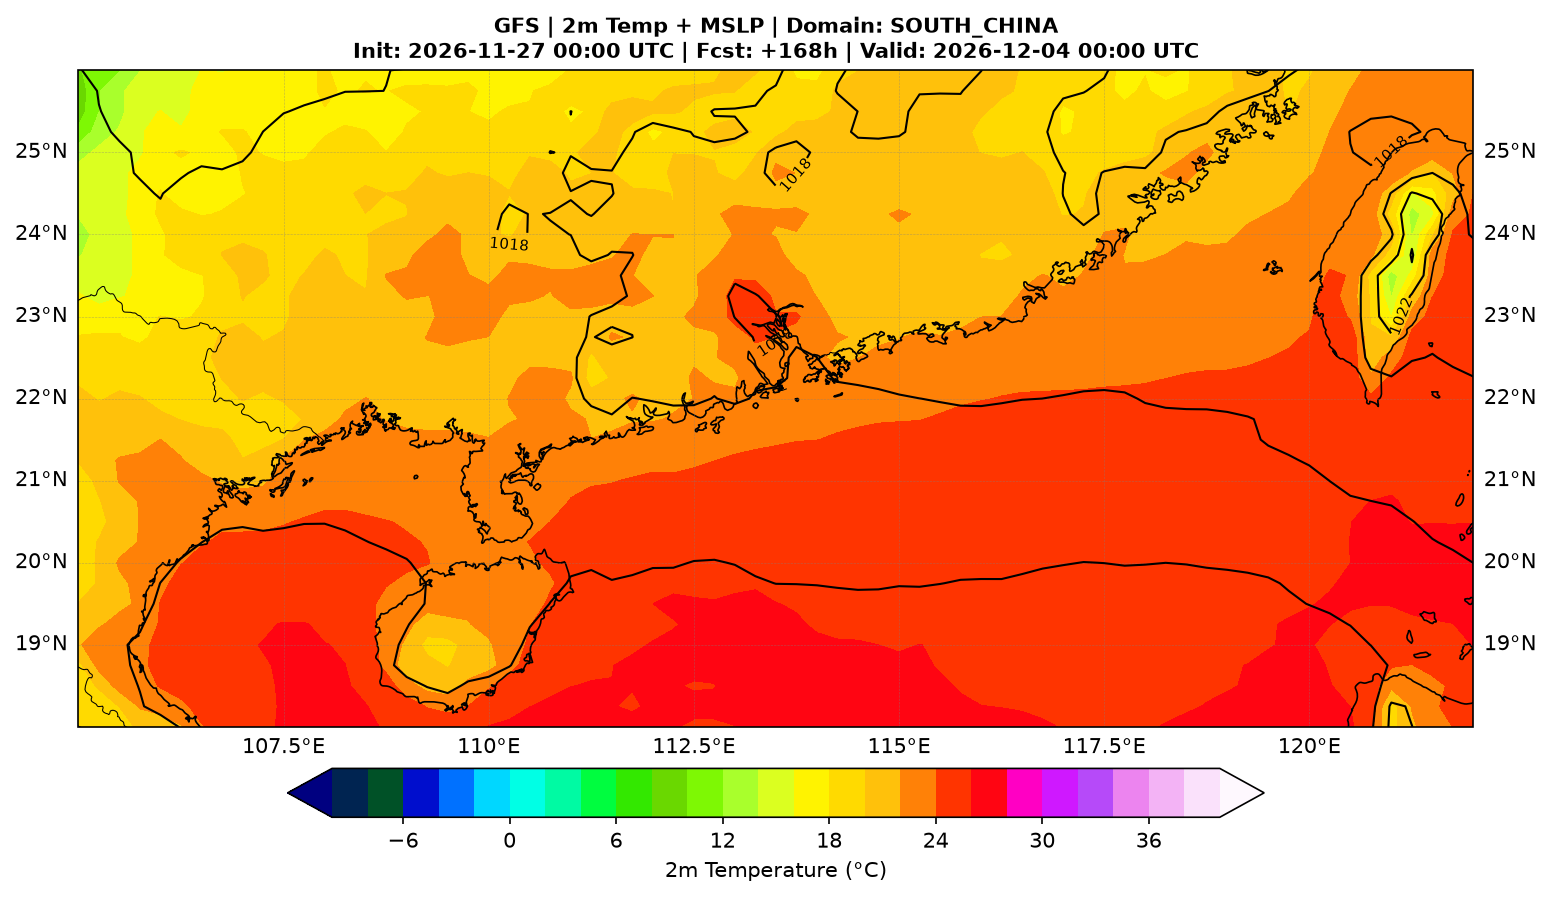 GFS | 2m Temp + MSLP | Domain: SOUTH_CHINA
Init: 2026-11-27 00:00 UTC | Fcst: +168h | Valid: 2026-12-04 00:00 UTC
25°N 25°N
24°N 24°N
23°N 23°N
22°N 22°N
21°N 21°N
20°N 20°N
19°N 19°N
1018
1018
1018
1022
107.5°E 110°E 112.5°E 115°E 117.5°E 120°E
−6 0 6 12 18 24 30 36
2m Temperature (°C)